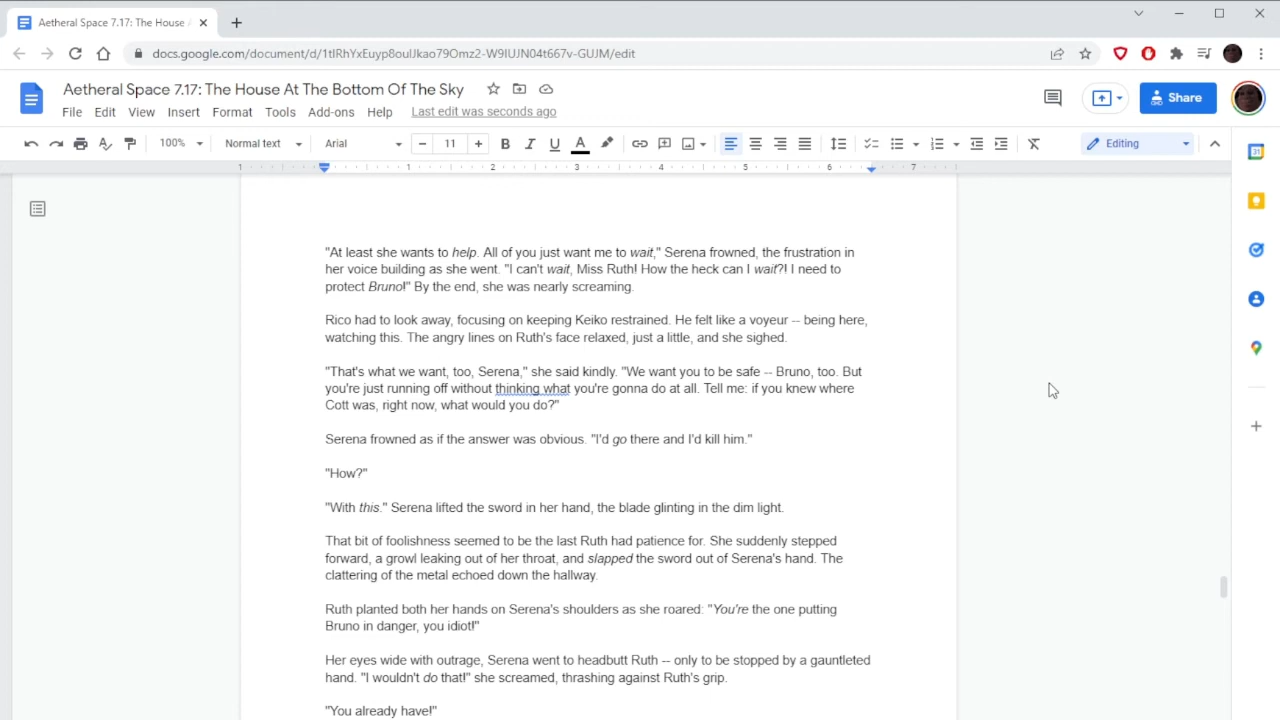 Aetheral Space 7.17: The House A
docs.google.com/document/d/1tIRhYxEuyp8ouIJkao79Omz2-W9IUJN04t667v-GUJM/edit
Aetheral Space 7.17: The House At The Bottom Of The Sky
File Edit View Insert Format Tools Add-ons Help Last edit was seconds ago
Share
100% Normal text Arial 11 B I U A Editing
1 1 2 3 4 5 6 7
31
"At least she wants to help. All of you just want me to wait," Serena frowned, the frustration in
her voice building as she went. "I can't wait, Miss Ruth! How the heck can I wait?! I need to
protect Bruno!" By the end, she was nearly screaming.
Rico had to look away, focusing on keeping Keiko restrained. He felt like a voyeur -- being here,
watching this. The angry lines on Ruth's face relaxed, just a little, and she sighed.
"That's what we want, too, Serena," she said kindly. "We want you to be safe -- Bruno, too. But
you're just running off without thinking what you're gonna do at all. Tell me: if you knew where
Cott was, right now, what would you do?"
Serena frowned as if the answer was obvious. "I'd go there and I'd kill him."
"How?"
"With this." Serena lifted the sword in her hand, the blade glinting in the dim light.
That bit of foolishness seemed to be the last Ruth had patience for. She suddenly stepped
forward, a growl leaking out of her throat, and slapped the sword out of Serena's hand. The
clattering of the metal echoed down the hallway.
Ruth planted both her hands on Serena's shoulders as she roared: "You're the one putting
Bruno in danger, you idiot!"
Her eyes wide with outrage, Serena went to headbutt Ruth -- only to be stopped by a gauntleted
hand. "I wouldn't do that!" she screamed, thrashing against Ruth's grip.
"You already have!"